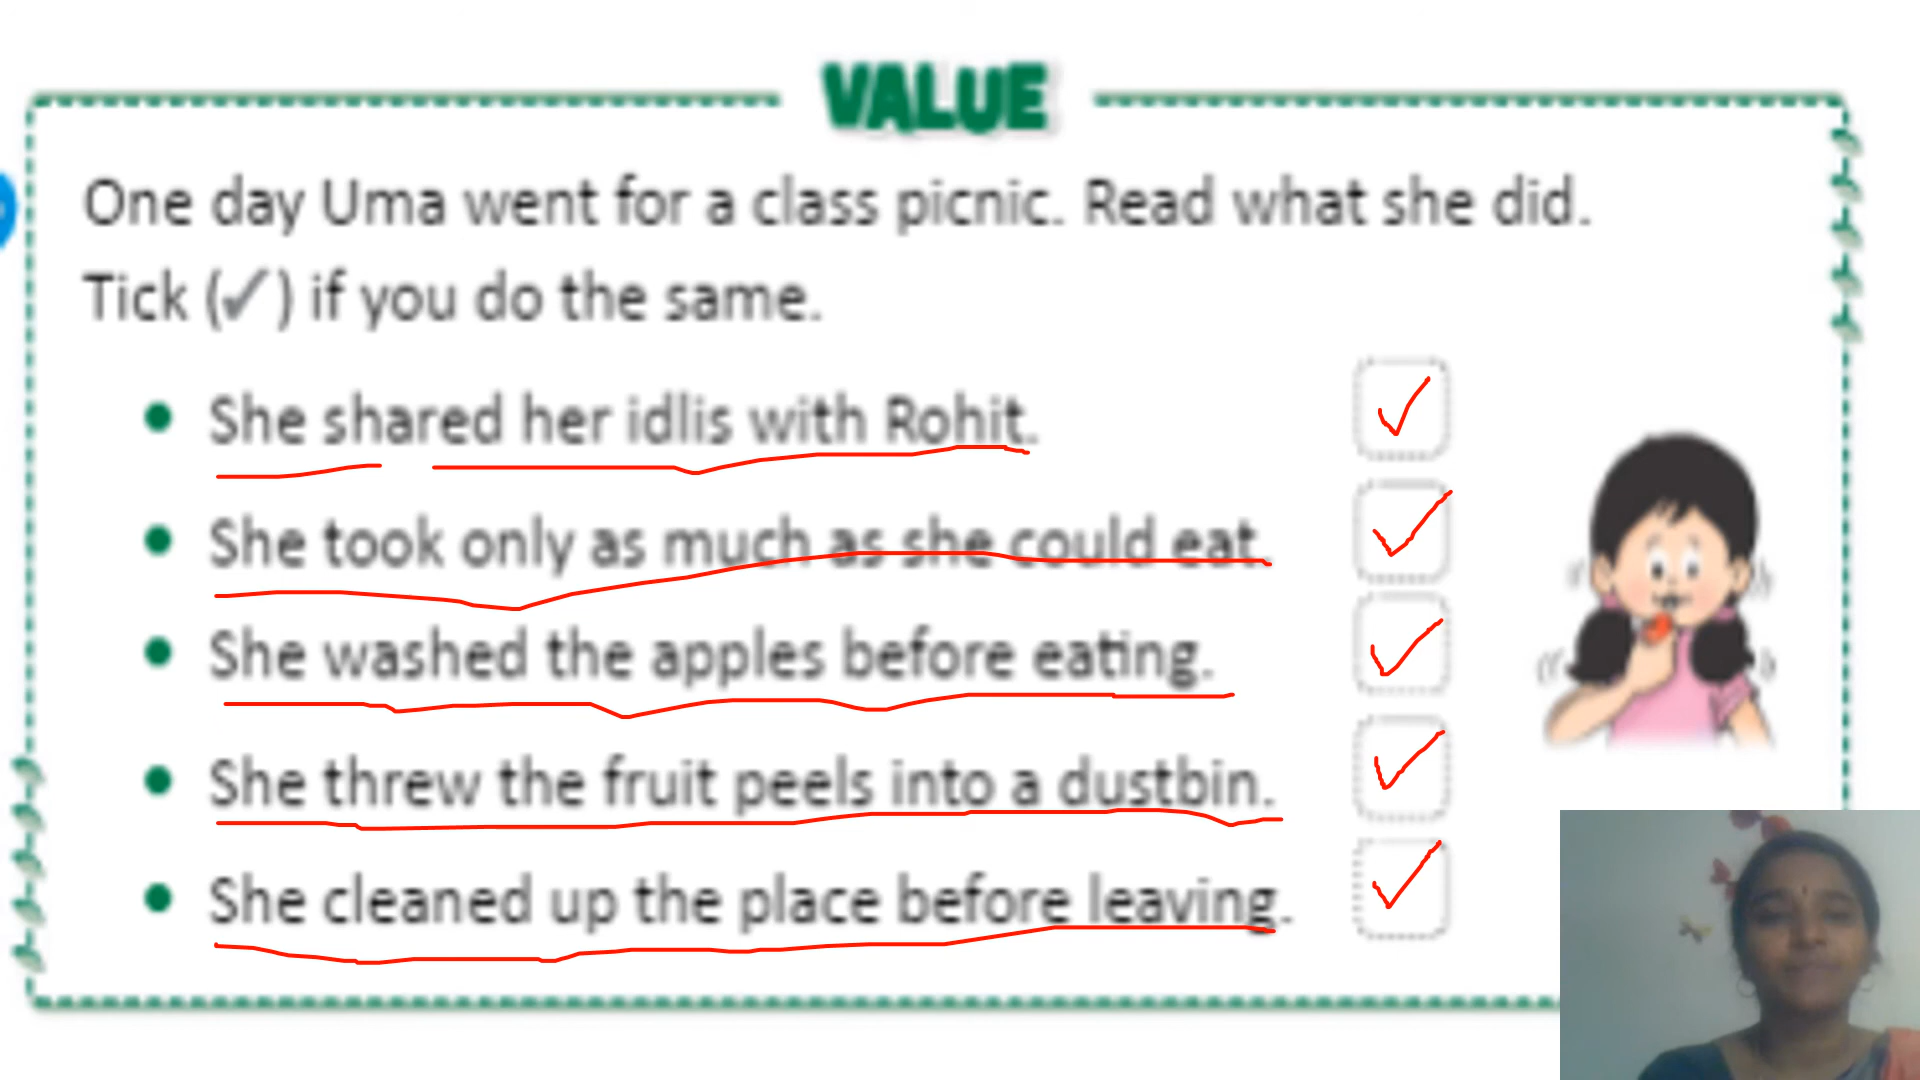 VALUE
One day Uma went for a class picnic. Read what she did.
Tick (✓) if you do the same.
• She shared her idlis with Rohit. ✓
• She took only as much as she could eat. ✓
• She washed the apples before eating. ✓
• She threw the fruit peels into a dustbin. ✓
• She cleaned up the place before leaving. ✓